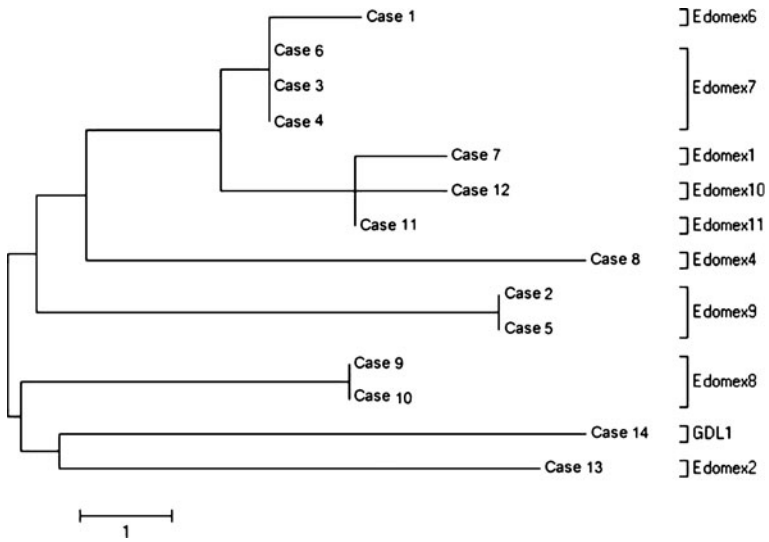 Case 1 Edomex6
Case 6
Case 3 Edomex7
Case 4
Case 7 Edomex1
Case 12 Edomex10
Case 11 Edomex11
Case 8 Edomex4
Case 2
Edomex9
Case 5
Case 9
Edomex8
Case 10
Case 14 GDL1
Case 13 Edomex2
1